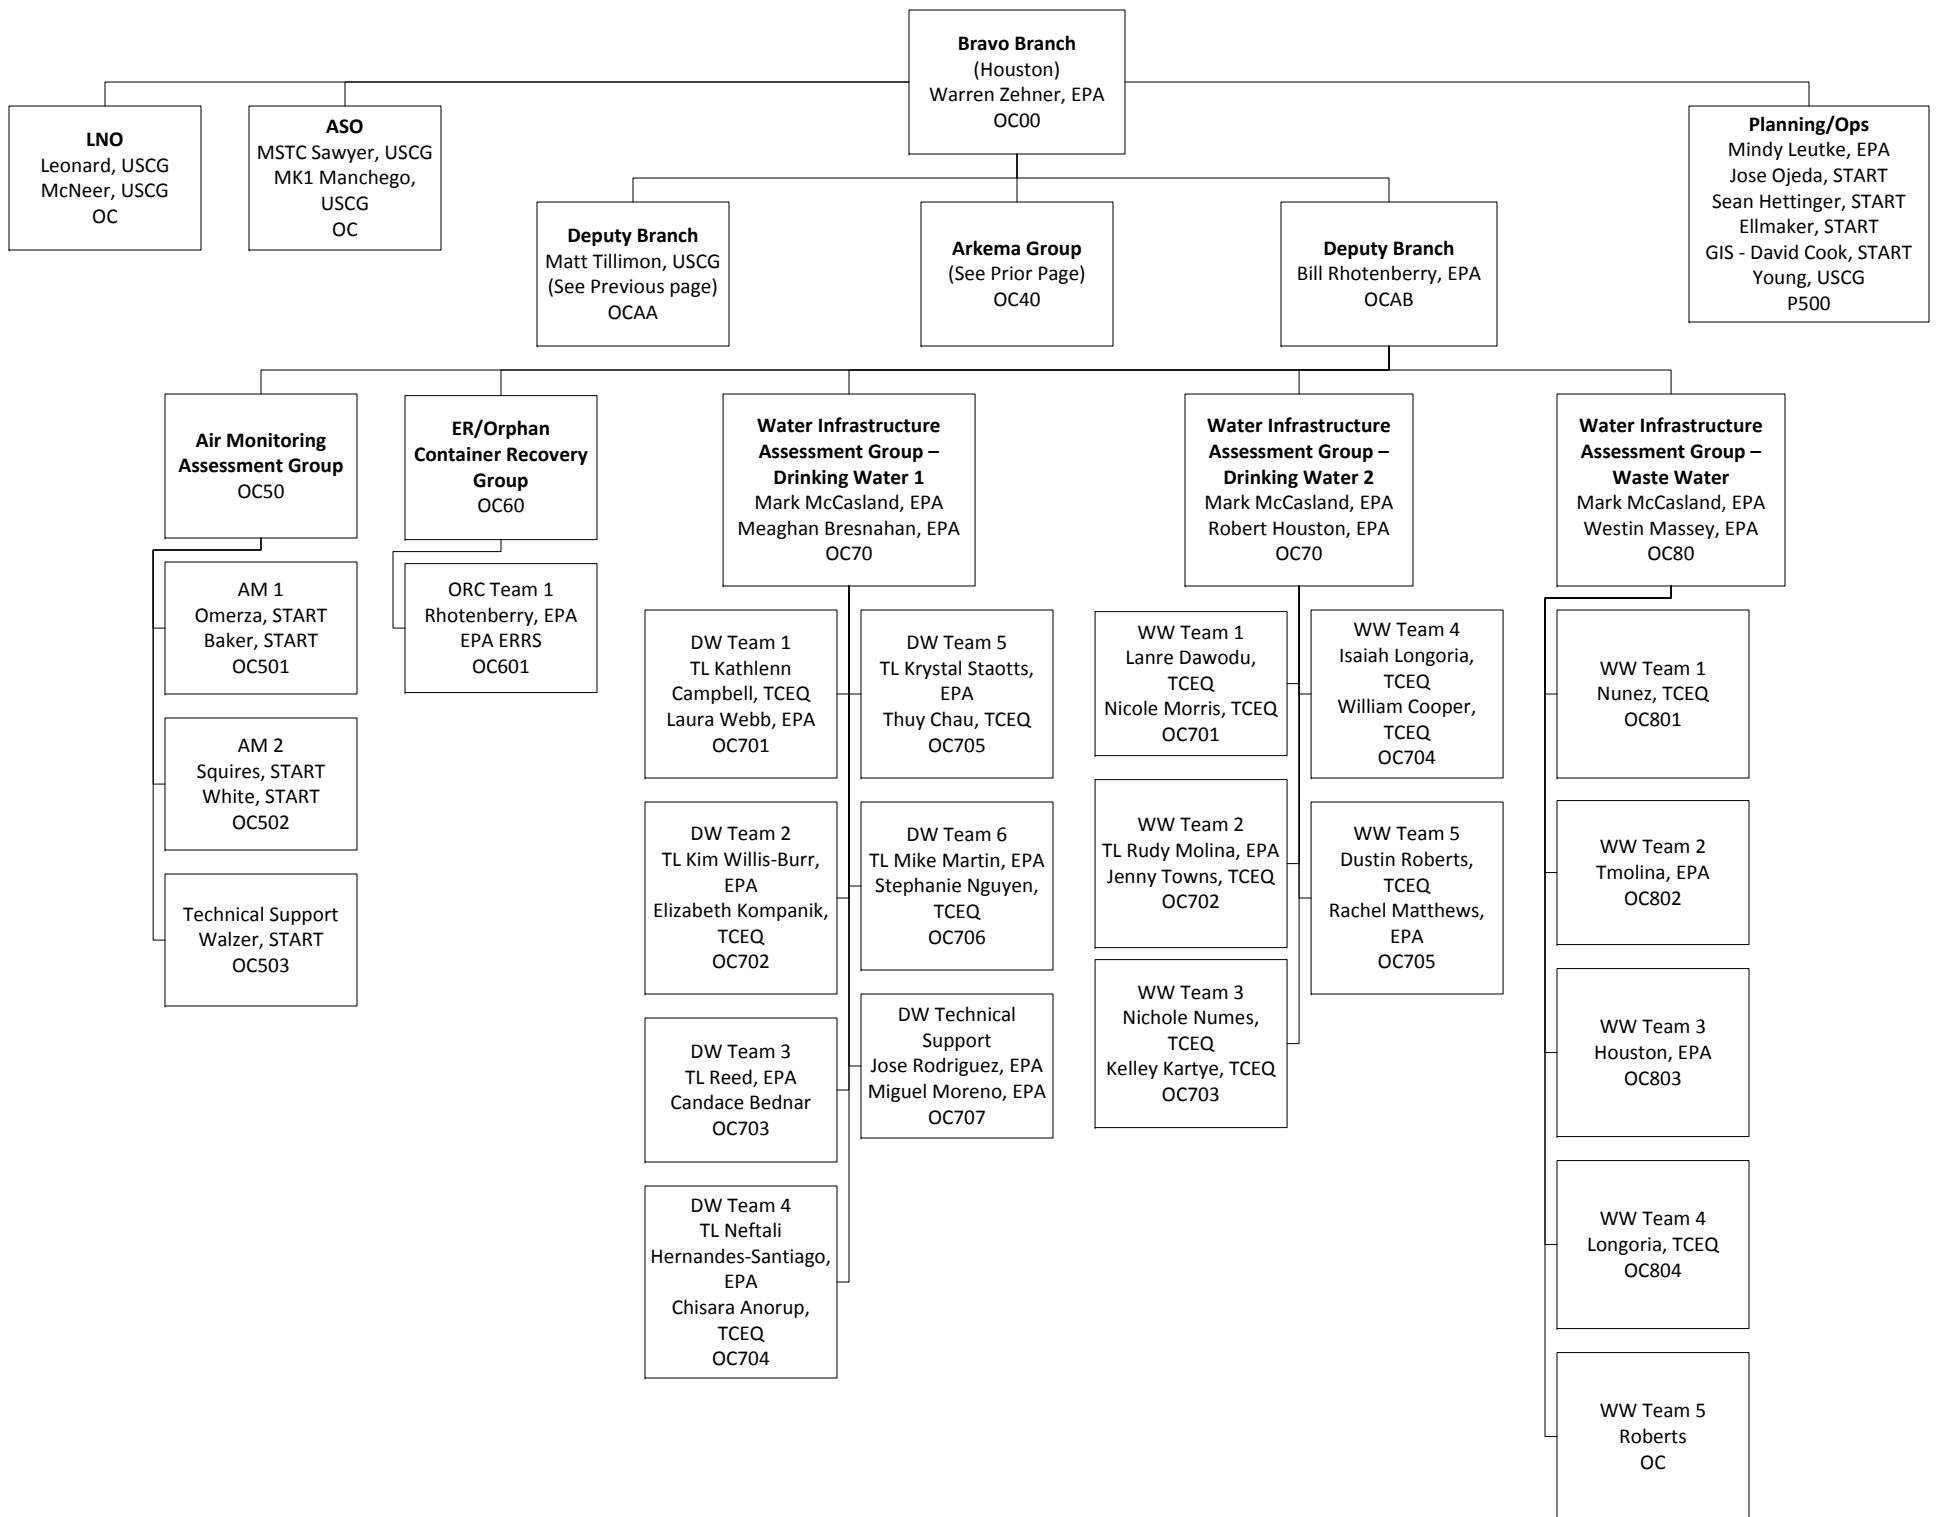 Bravo Branch
(Houston)
Warren Zehner, EPA
OC00
LNO
Leonard, USCG
McNeer, USCG
OC
ASO
MSTC Sawyer, USCG
MK1 Manchego,
USCG
OC
Planning/Ops
Mindy Leutke, EPA
Jose Ojeda, START
Sean Hettinger, START
Ellmaker, START
GIS - David Cook, START
Young, USCG
P500
Deputy Branch
Matt Tillimon, USCG
(See Previous page)
OCAA
Arkema Group
(See Prior Page)
OC40
Deputy Branch
Bill Rhotenberry, EPA
OCAB
Air Monitoring
Assessment Group
OC50
ER/Orphan
Container Recovery
Group
OC60
Water Infrastructure
Assessment Group –
Drinking Water 1
Mark McCasland, EPA
Meaghan Bresnahan, EPA
OC70
Water Infrastructure
Assessment Group –
Drinking Water 2
Mark McCasland, EPA
Robert Houston, EPA
OC70
Water Infrastructure
Assessment Group –
Waste Water
Mark McCasland, EPA
Westin Massey, EPA
OC80
AM 1
Omerza, START
Baker, START
OC501
AM 2
Squires, START
White, START
OC502
Technical Support
Walzer, START
OC503
ORC Team 1
Rhotenberry, EPA
EPA ERRS
OC601
DW Team 1
TL Kathlenn
Campbell, TCEQ
Laura Webb, EPA
OC701
DW Team 2
TL Kim Willis-Burr,
EPA
Elizabeth Kompanik,
TCEQ
OC702
DW Team 3
TL Reed, EPA
Candace Bednar
OC703
DW Team 4
TL Neftali
Hernandes-Santiago,
EPA
Chisara Anorup,
TCEQ
OC704
DW Team 5
TL Krystal Staotts,
EPA
Thuy Chau, TCEQ
OC705
DW Team 6
TL Mike Martin, EPA
Stephanie Nguyen,
TCEQ
OC706
DW Technical
Support
Jose Rodriguez, EPA
Miguel Moreno, EPA
OC707
WW Team 1
Lanre Dawodu,
TCEQ
Nicole Morris, TCEQ
OC701
WW Team 2
TL Rudy Molina, EPA
Jenny Towns, TCEQ
OC702
WW Team 3
Nichole Numes,
TCEQ
Kelley Kartye, TCEQ
OC703
WW Team 4
Isaiah Longoria,
TCEQ
William Cooper,
TCEQ
OC704
WW Team 5
Dustin Roberts,
TCEQ
Rachel Matthews,
EPA
OC705
WW Team 1
Nunez, TCEQ
OC801
WW Team 2
Tmolina, EPA
OC802
WW Team 3
Houston, EPA
OC803
WW Team 4
Longoria, TCEQ
OC804
WW Team 5
Roberts
OC